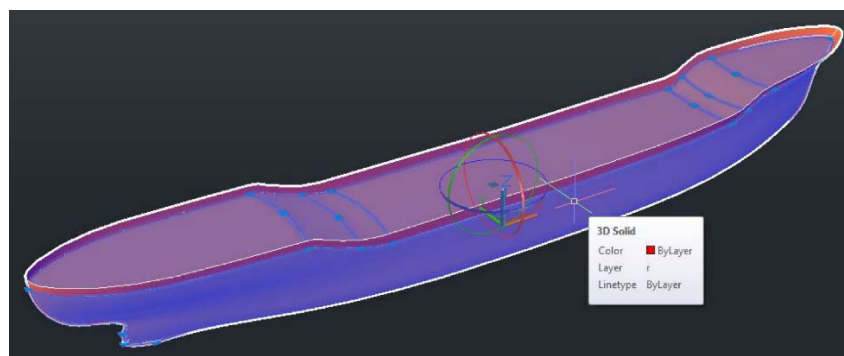 Z
3D Solid
Color ByLayer
Layer r
Linetype ByLayer